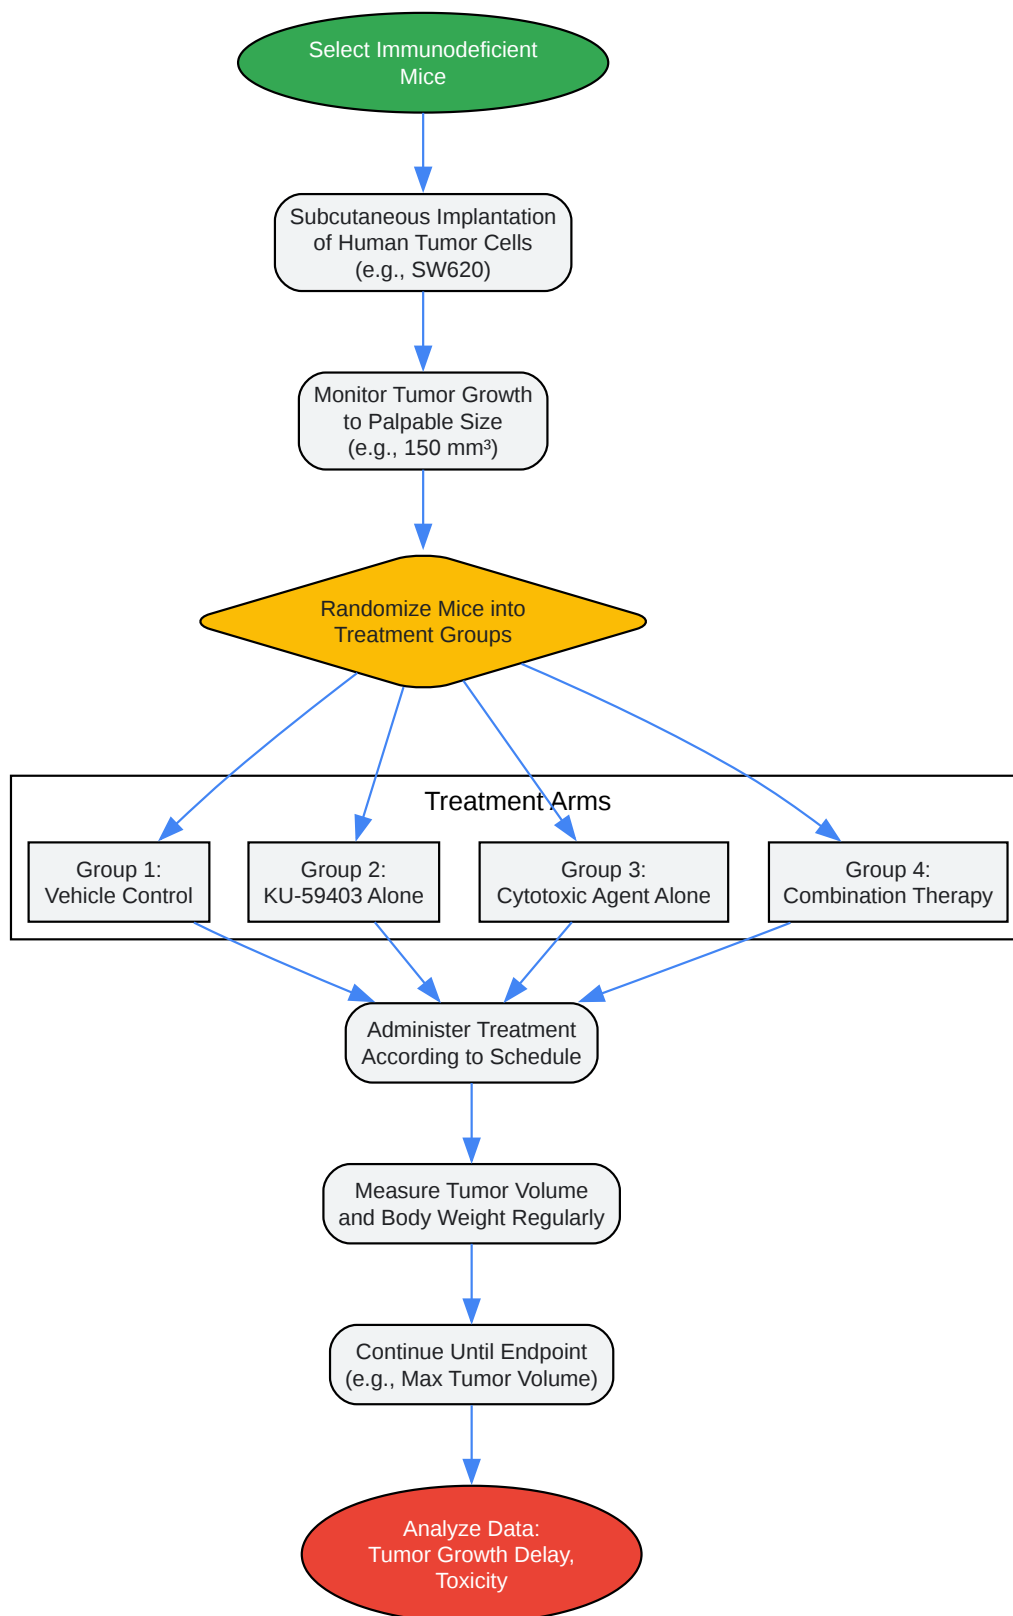 Select Immunodeficient
Mice
Subcutaneous Implantation
of Human Tumor Cells
(e.g., SW620)
Monitor Tumor Growth
to Palpable Size
(e.g., 150 mm³)
Randomize Mice into
Treatment Groups
Treatment Arms
Group 1:
Vehicle Control
Group 2:
KU-59403 Alone
Group 3:
Cytotoxic Agent Alone
Group 4:
Combination Therapy
Administer Treatment
According to Schedule
Measure Tumor Volume
and Body Weight Regularly
Continue Until Endpoint
(e.g., Max Tumor Volume)
Analyze Data:
Tumor Growth Delay,
Toxicity